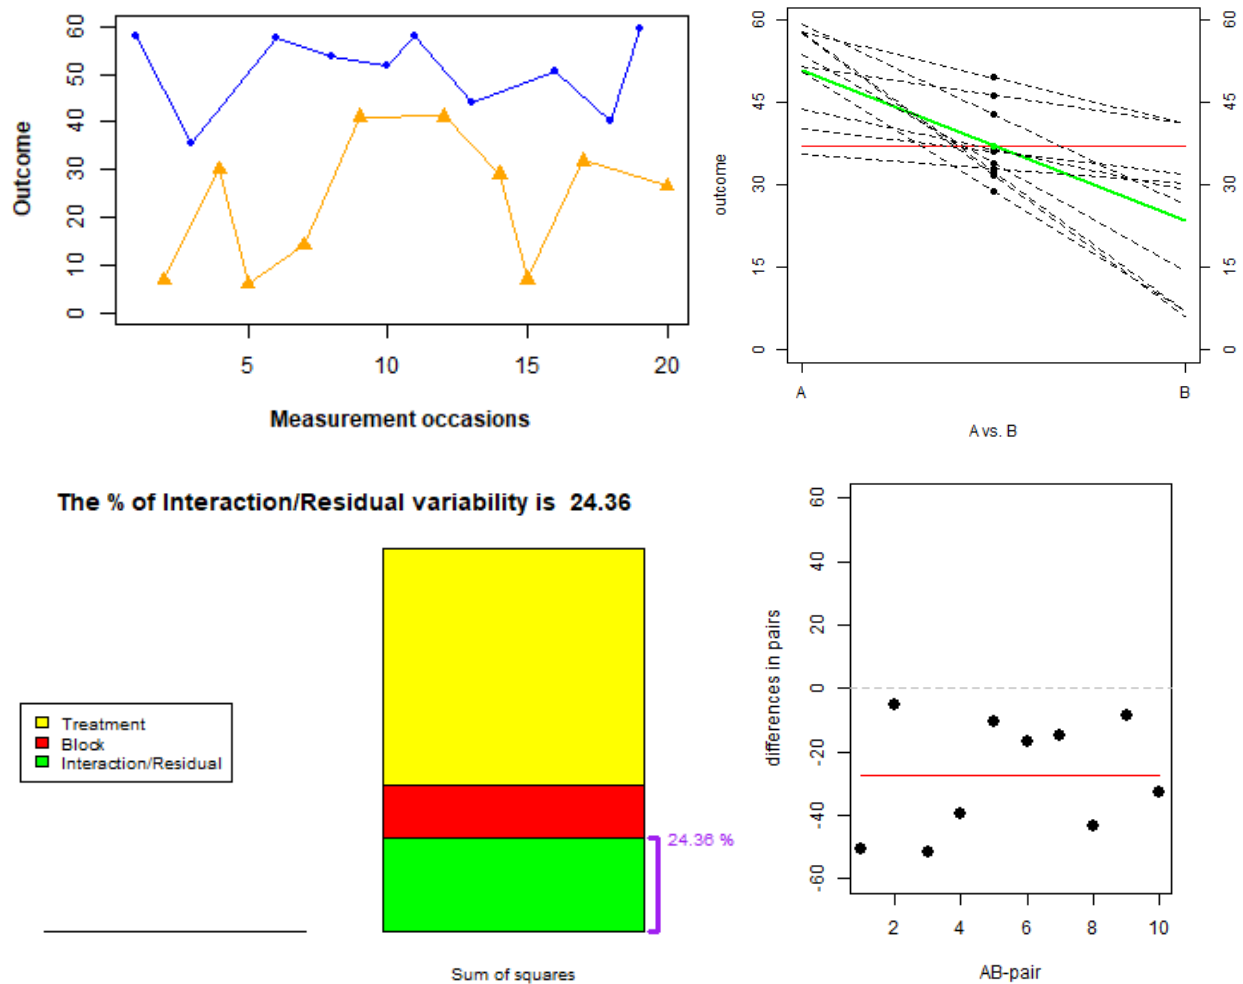 60
50
40
30
20
10
0
Outcome
5 10 15 20
Measurement occasions
60 60
45 45
30 30
15 15
0 0
outcome
A B
A vs. B
The % of Interaction/Residual variability is 24.36
Treatment
Block
Interaction/Residual
24.36 %
Sum of squares
60
40
20
0
-20
-40
-60
differences in pairs
2 4 6 8 10
AB-pair